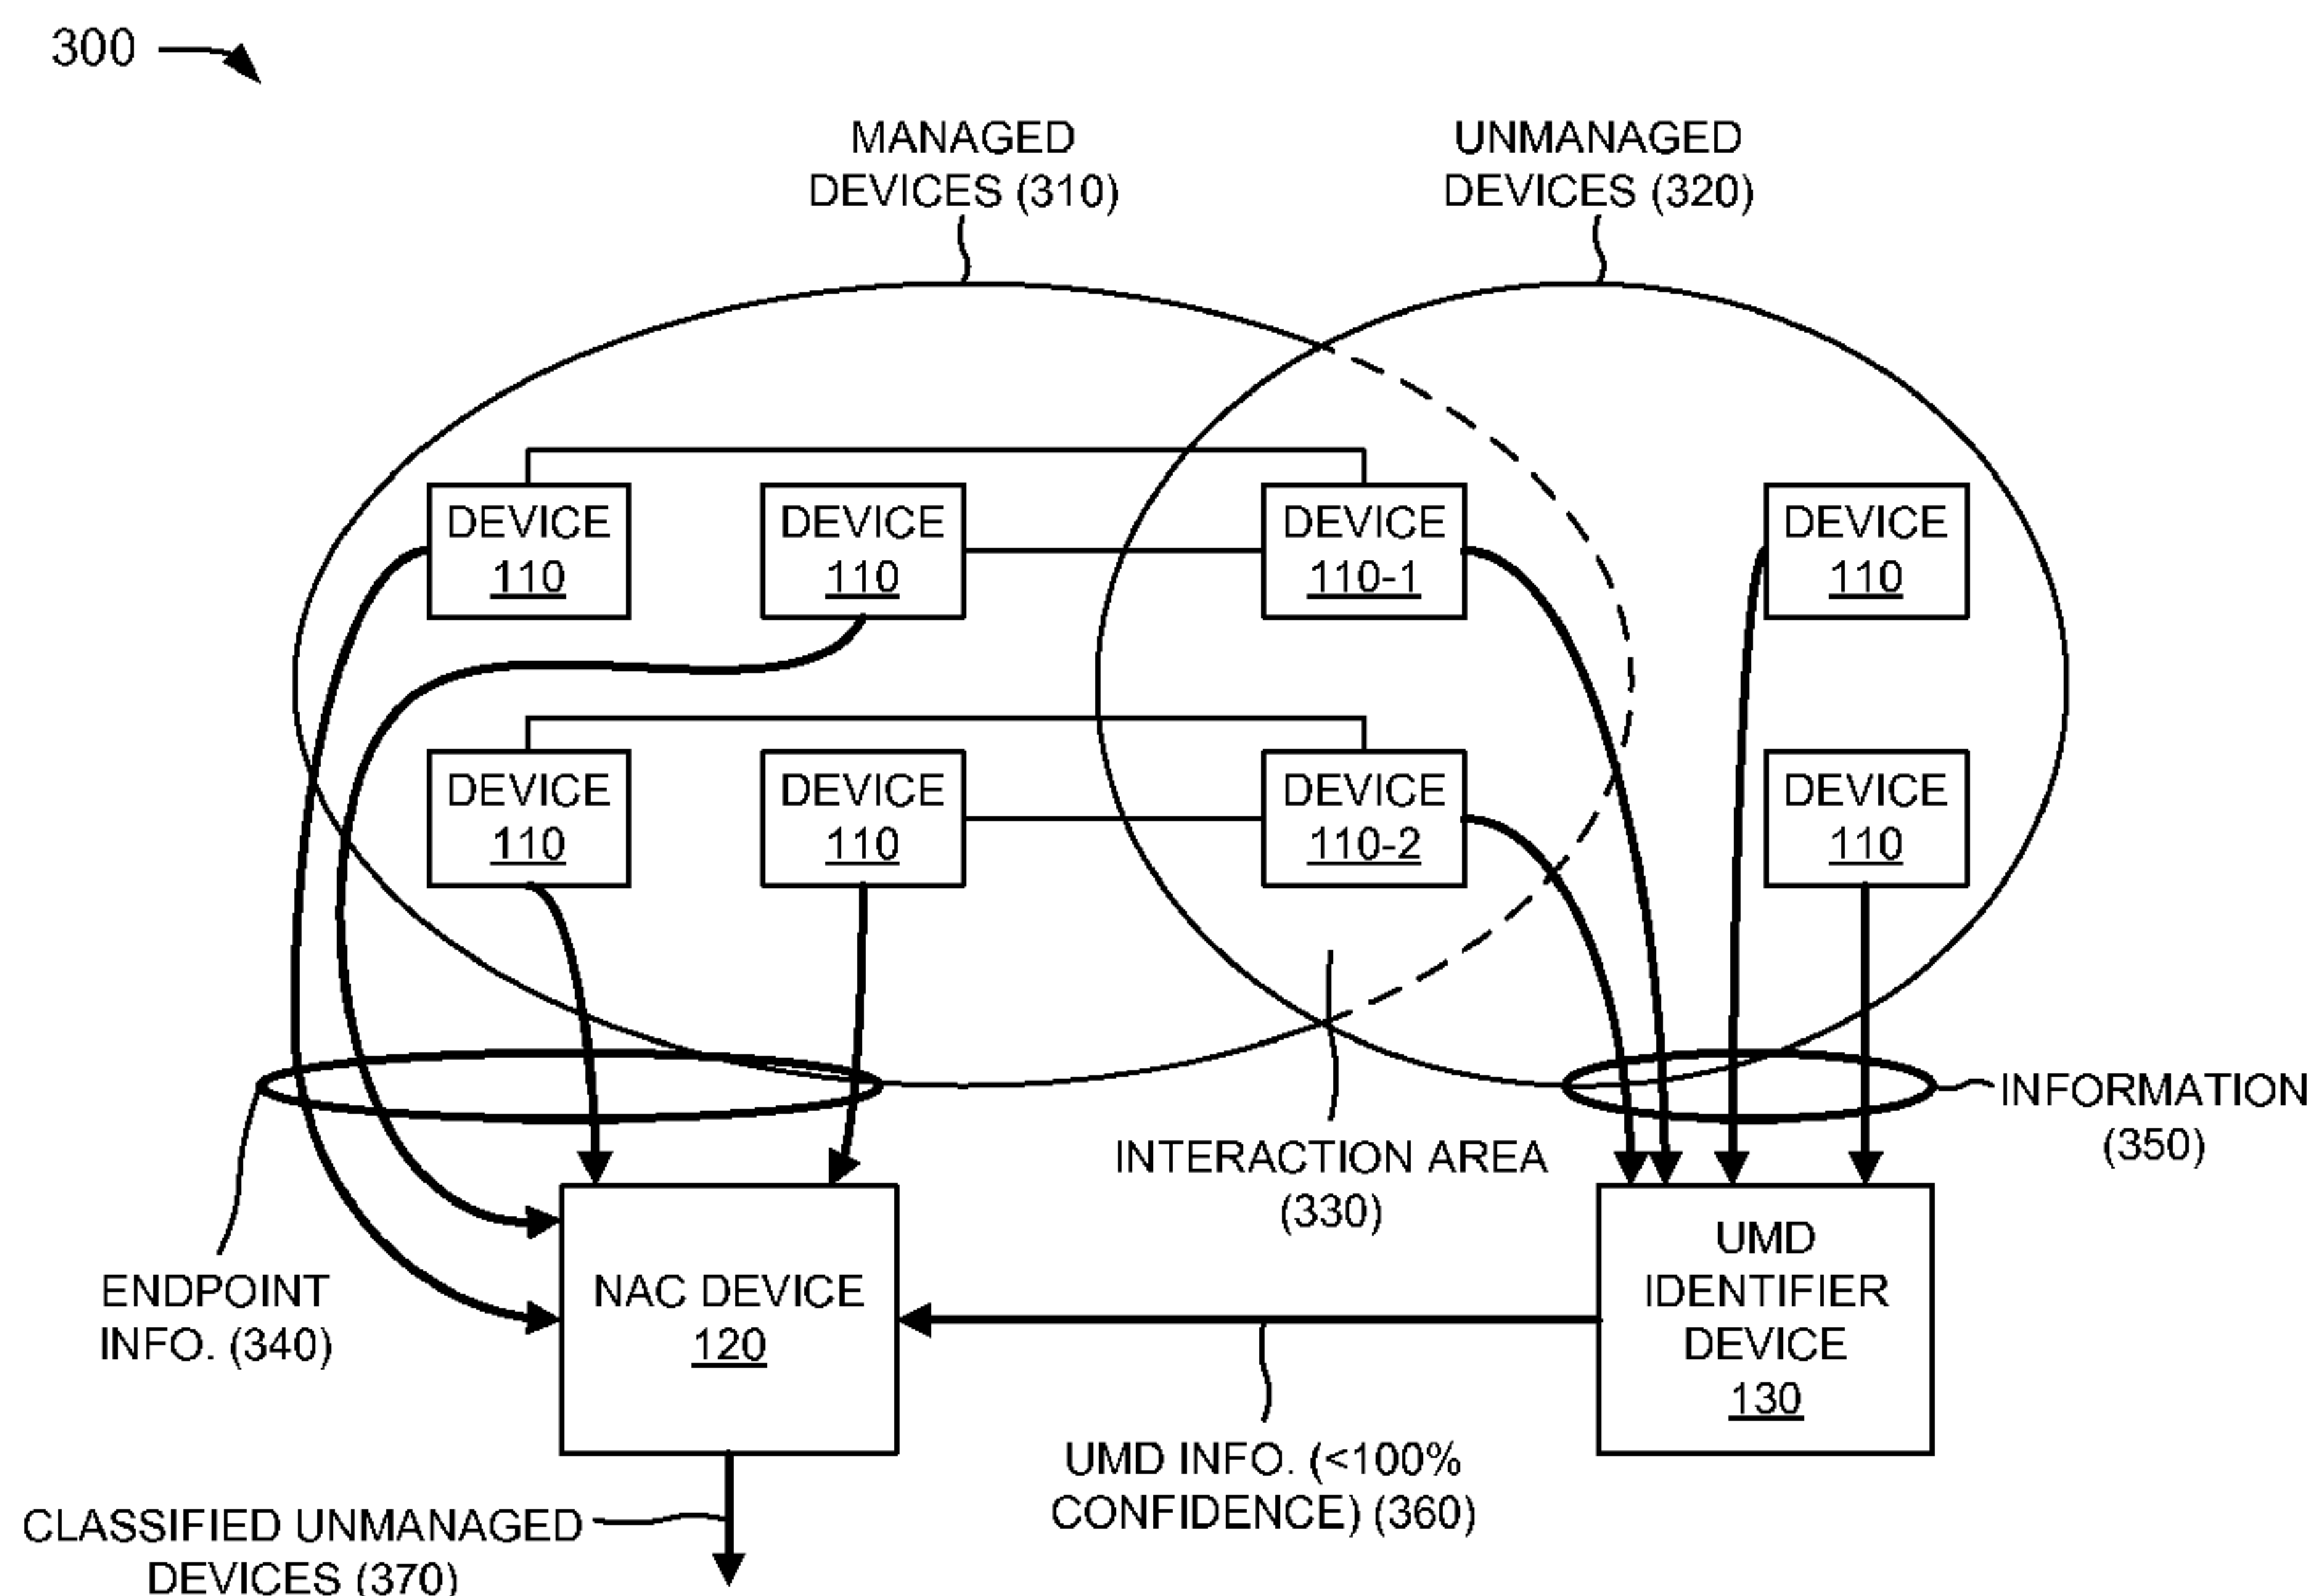 300
MANAGED
DEVICES (310)
UNMANAGED
DEVICES (320)
DEVICE
110
DEVICE
110
DEVICE
110-1
DEVICE
110
DEVICE
110
DEVICE
110
DEVICE
110-2
DEVICE
110
INFORMATION
(350)
INTERACTION AREA
(330)
ENDPOINT
INFO. (340)
NAC DEVICE
120
UMD
IDENTIFIER
DEVICE
130
UMD INFO. (<100%
CONFIDENCE) (360)
CLASSIFIED UNMANAGED
DEVICES (370)